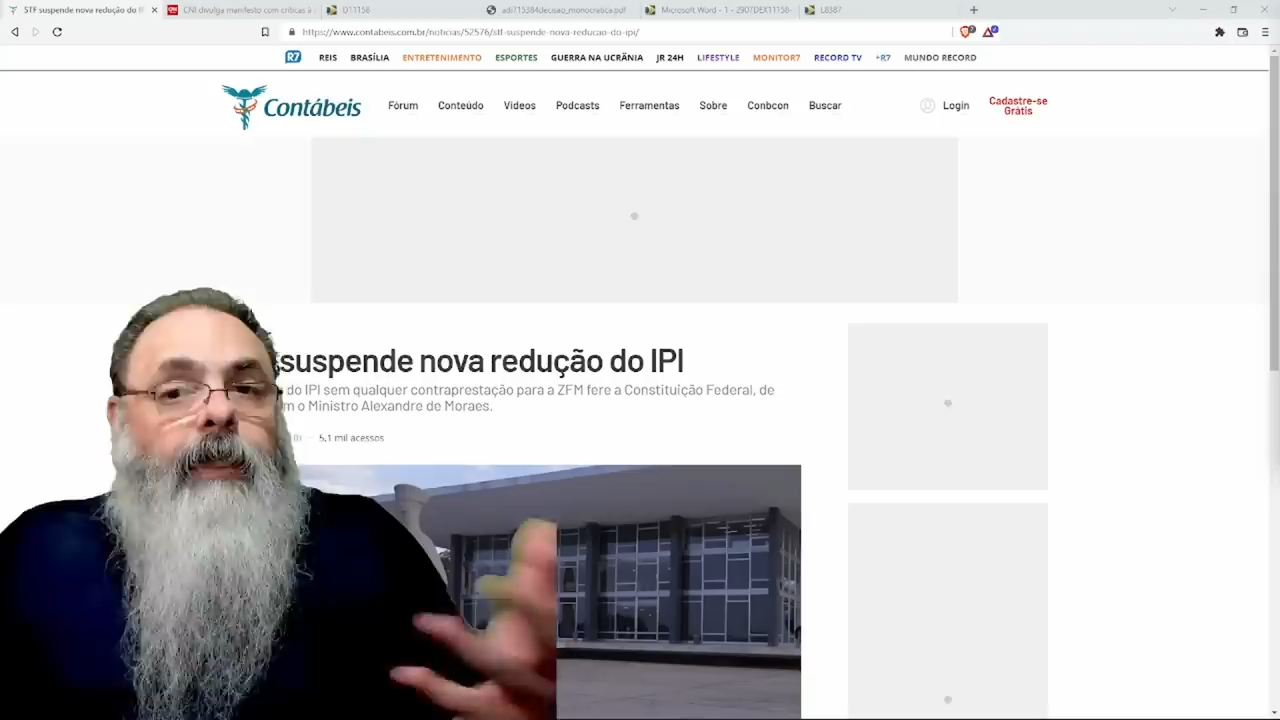 STF suspende nova redução do I
CNI divulga manifesto com críticas à
D11158
adi715384decisao_monocratica.pdf
Microsoft Word - 1 - 2907DEX11158-
L8387
https://www.contabeis.com.br/noticias/52576/stf-suspende-nova-reducao-do-ipi/
R7 REIS BRASÍLIA ENTRETENIMENTO ESPORTES GUERRA NA UCRÂNIA JR 24H LIFESTYLE MONITOR7 RECORD TV +R7 MUNDO RECORD
Contábeis Fórum Conteúdo Vídeos Podcasts Ferramentas Sobre Conbcon Buscar Login Cadastre-se
Grátis
suspende nova redução do IPI
do IPI sem qualquer contraprestação para a ZFM fere a Constituição Federal, de
o Ministro Alexandre de Moraes.
5,1 mil acessos